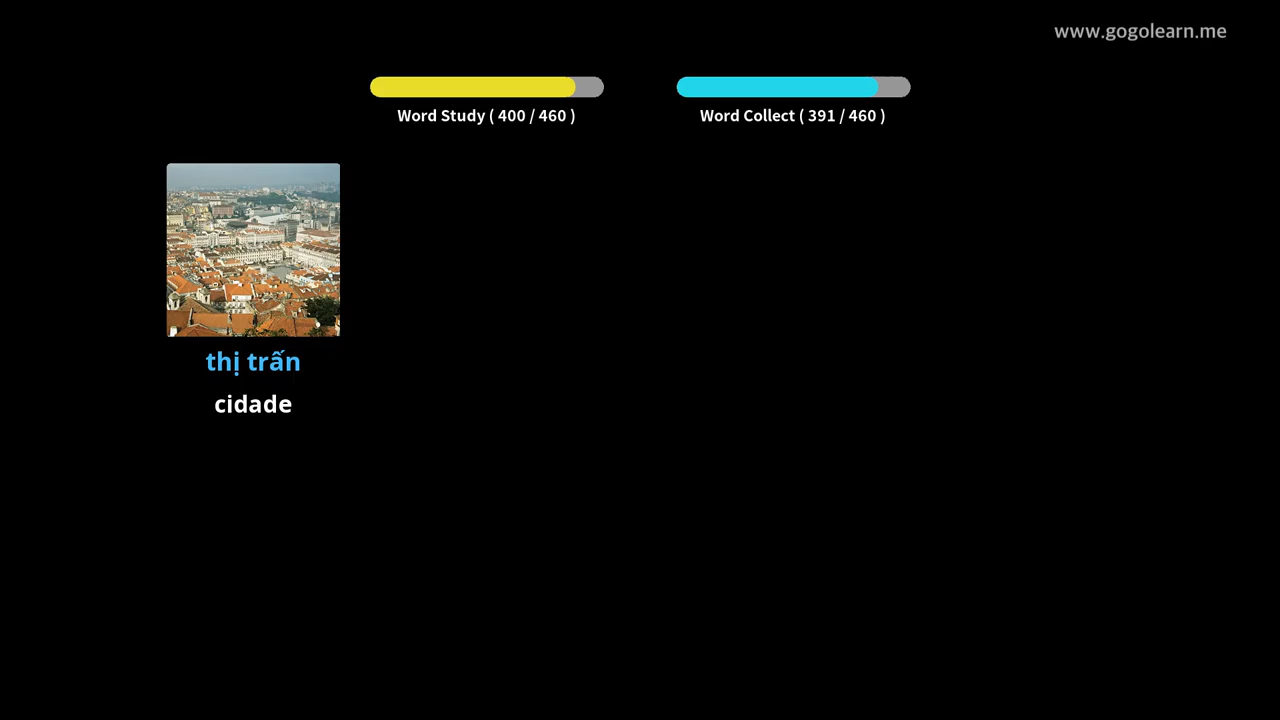 www.gogolearn.me
Word Study ( 400 / 460 )
Word Collect ( 391 / 460 )
thị trấn
cidade